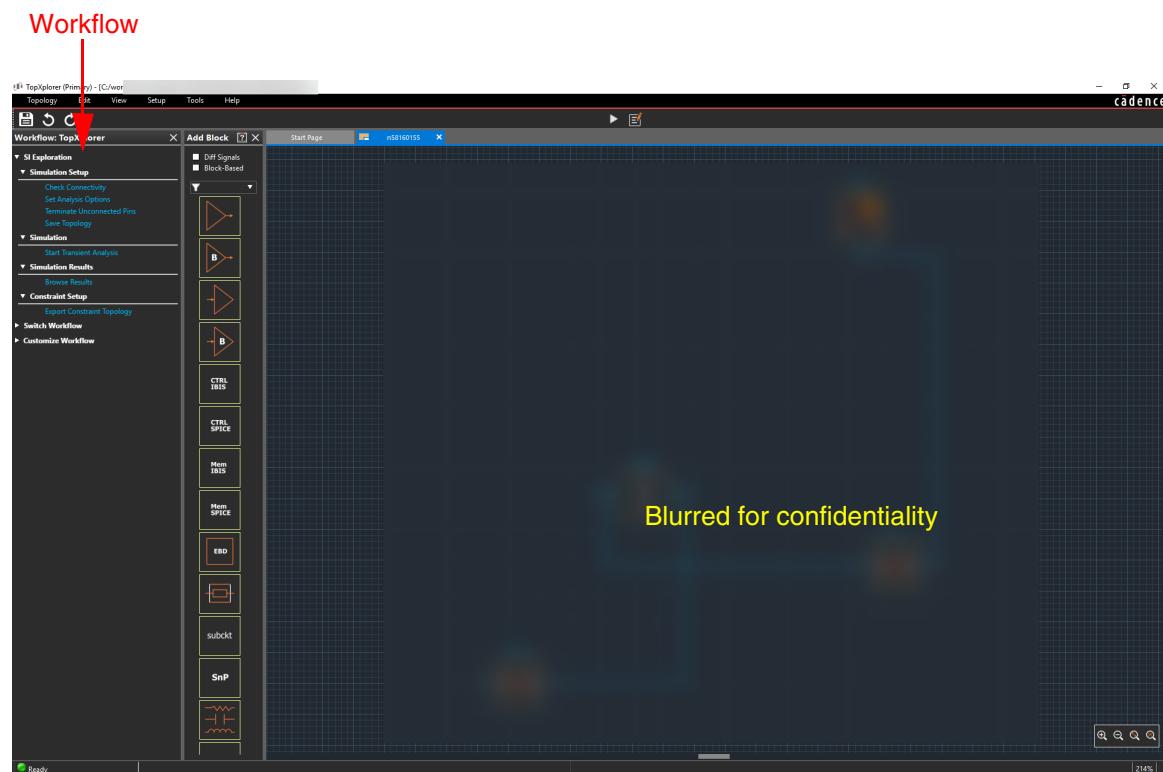 Workflow
TopXplorer (Primary) - [C:/wor
Topology Edit View Setup Tools Help
cādence
Workflow: TopXplorer
Add Block
Start Page
n58160155
SI Exploration
Simulation Setup
Check Connectivity
Set Analysis Options
Terminate Unconnected Pins
Save Topology
Simulation
Start Transient Analysis
Simulation Results
Browse Results
Constraint Setup
Export Constraint Topology
Switch Workflow
Customize Workflow
Diff Signals
Block-Based
B
B
CTRL
IBIS
CTRL
SPICE
Mem
IBIS
Mem
SPICE
EBD
subckt
SnP
Blurred for confidentiality
Ready
214%